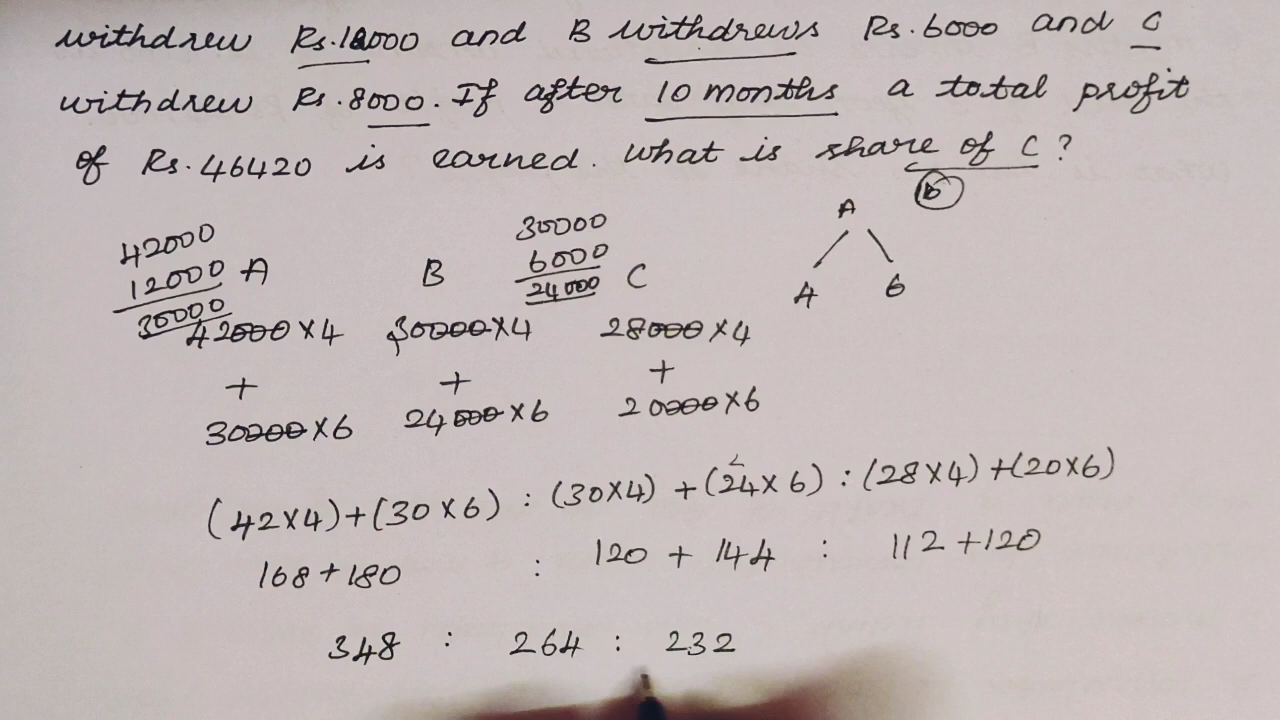 withdrew Rs.12000 and B withdrews Rs.6000 and C
withdrew Rs.8000. If after 10 months a total profit
of Rs.46420 is earned. What is share of C?
42000
12000
30000
A
B
30000
6000
24000
C
A
6
A 6
42000×4 30000×4 28000×4
+ + +
30000×6 24000×6 20000×6
(42×4)+(30×6) : (30×4)+(24×6) : (28×4)+(20×6)
168+180 : 120+144 : 112+120
348 : 264 : 232